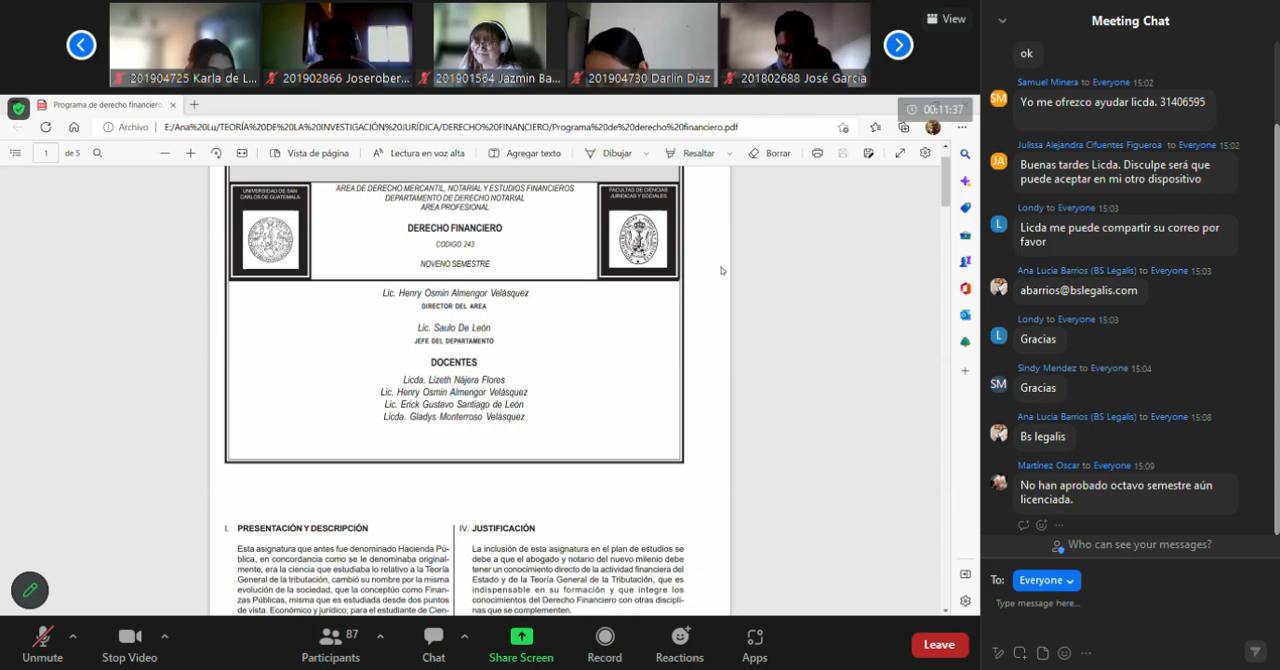 201904725 Karla de L...
201902866 Joserober...
201901564 Jazmin Ba...
201904730 Darlin Díaz
201802688 José Garcia
View
Programa de derecho financiero.
00:11:37
Archivo
E:/Ana%20Lu/TEORÍA%20DE%20LA%20INVESTIGACIÓN%20JURÍDICA/DERECHO%20FINANCIERO/Programa%20de%20derecho%20financiero.pdf
1 de 5
Vista de página
Lectura en voz alta
Agregar texto
Dibujar
Resaltar
Borrar
UNIVERSIDAD DE SAN
CARLOS DE GUATEMALA
AREA DE DERECHO MERCANTIL, NOTARIAL Y ESTUDIOS FINANCIEROS
DEPARTAMENTO DE DERECHO NOTARIAL
AREA PROFESIONAL
DERECHO FINANCIERO
CODIGO 243
NOVENO SEMESTRE
FACULTAD DE CIENCIAS
JURIDICAS Y SOCIALES
Lic. Henry Osmin Almengor Velásquez
DIRECTOR DEL AREA
Lic. Saulo De León
JEFE DEL DEPARTAMENTO
DOCENTES
Licda. Lizeth Nájera Flores
Lic. Henry Osmin Almengor Velásquez
Lic. Erick Gustavo Santiago de León
Licda. Gladys Monterroso Velásquez
I. PRESENTACIÓN Y DESCRIPCIÓN
Esta asignatura que antes fue denominado Hacienda Pú-
blica, en concordancia como se le denominaba original-
mente, era la ciencia que estudiaba lo relativo a la Teoría
General de la tributación, cambió su nombre por la misma
evolución de la sociedad, que la conceptúo como Finan-
zas Públicas, misma que es estudiada desde dos puntos
de vista. Económico y jurídico; para el estudiante de Cien-
IV. JUSTIFICACIÓN
La inclusión de esta asignatura en el plan de estudios se
debe a que el abogado y notario del nuevo milenio debe
tener un conocimiento directo de la actividad financiera del
Estado y de la Teoría General de la Tributación, que es
indispensable en su formación y que integre los
conocimientos del Derecho Financiero con otras discipli-
nas que se complementen.
Meeting Chat
ok
Samuel Minera to Everyone 15:02
SM
Yo me ofrezco ayudar licda. 31406595
Julissa Alejandra Cifuentes Figueroa to Everyone 15:02
JA
Buenas tardes Licda. Disculpe será que
puede aceptar en mi otro dispositivo
Londy to Everyone 15:03
L
Licda me puede compartir su correo por
favor
Ana Lucia Barrios (BS Legalis) to Everyone 15:03
abarrios@bslegalis.com
Londy to Everyone 15:03
L
Gracias
Sindy Mendez to Everyone 15:04
SM
Gracias
Ana Lucia Barrios (BS Legalis) to Everyone 15:08
Bs legalis
Martínez Oscar to Everyone 15:09
No han aprobado octavo semestre aún
licenciada.
Who can see your messages?
To: Everyone
Type message here...
Unmute
Stop Video
87
Participants
Chat
Share Screen
Record
Reactions
Apps
Leave